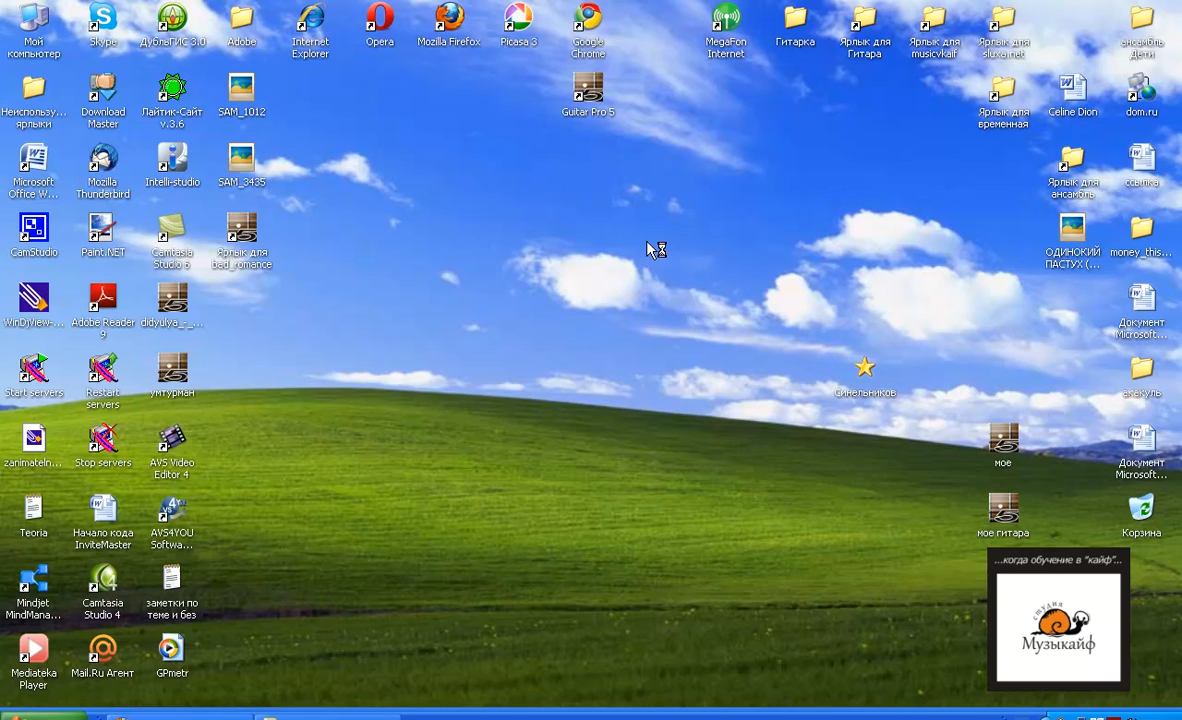 Мой
компьютер
Skype
ДубльГИС 3.0
Adobe
Internet
Explorer
Opera
Mozilla Firefox
Picasa 3
Google
Chrome
MegaFon
Internet
Гитарка
Ярлык для
Гитара
Ярлык для
musicvkaif
Ярлык для
ансамбль
Дети
Неиспользу...
ярлыки
Download
Master
Лайтик-Сайт
v.3.6
SAM_1012
Guitar Pro 5
Ярлык для
временная
Celine Dion
dom.ru
Microsoft
Office W...
Mozilla
Thunderbird
Intelli-studio
SAM_3435
Ярлык для
ансамбль
ссылка
CamStudio
Paint.NET
Camtasia
Studio 6
Ярлык для
bad_romance
ОДИНОКИЙ
ПАСТУХ (...
money_this...
WinDjView-...
Adobe Reader
9
didyulya_-_...
Документ
Microsoft...
Start servers
Restart
servers
умтурман
Синельников
акакуль
zanimateln...
Stop servers
AVS Video
Editor 4
мое
Документ
Microsoft...
Teoria
Начало кода
InviteMaster
AVS4YOU
Softwa...
мое гитара
Корзина
Mindjet
MindMana...
Camtasia
Studio 4
заметки по
теме и без
...когда обучение в "кайф"...
студия
Музыкайф
Mediateka
Player
Mail.Ru Агент
GPmetr